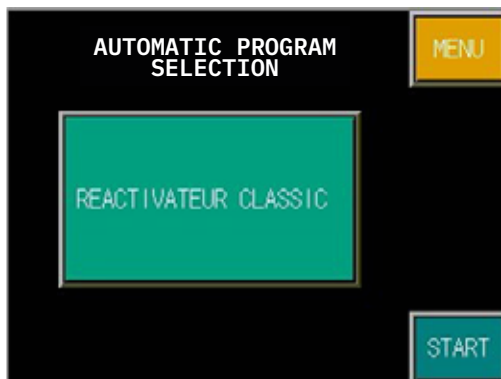 AUTOMATIC PROGRAM
SELECTION
MENU
REACTIVATEUR CLASSIC
START